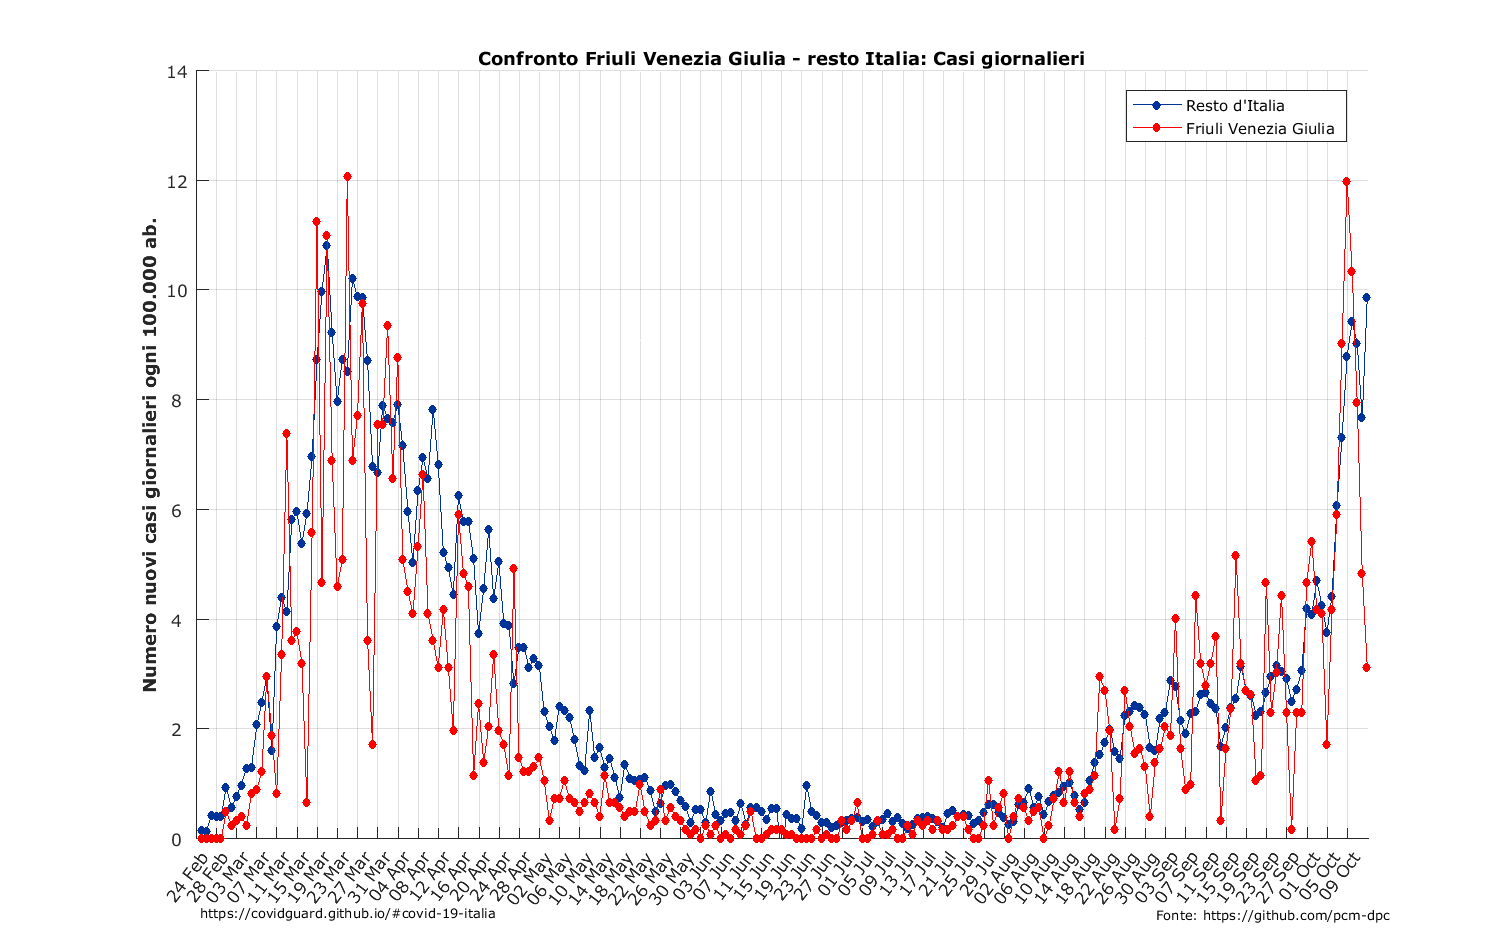 Confronto Friuli Venezia Giulia - resto Italia: Casi giornalieri
Resto d'Italia
Friuli Venezia Giulia
Numero nuovi casi giornalieri ogni 100.000 ab.
14
12
10
8
6
4
2
0
24 Feb
28 Feb
03 Mar
07 Mar
11 Mar
15 Mar
19 Mar
23 Mar
27 Mar
31 Mar
04 Apr
08 Apr
12 Apr
16 Apr
20 Apr
24 Apr
28 Apr
02 May
06 May
10 May
14 May
18 May
22 May
26 May
30 May
03 Jun
07 Jun
11 Jun
15 Jun
19 Jun
23 Jun
27 Jun
01 Jul
05 Jul
09 Jul
13 Jul
17 Jul
21 Jul
25 Jul
29 Jul
02 Aug
06 Aug
10 Aug
14 Aug
18 Aug
22 Aug
26 Aug
30 Aug
03 Sep
07 Sep
11 Sep
15 Sep
19 Sep
23 Sep
27 Sep
01 Oct
05 Oct
09 Oct
https://covidguard.github.io/#covid-19-italia
Fonte: https://github.com/pcm-dpc